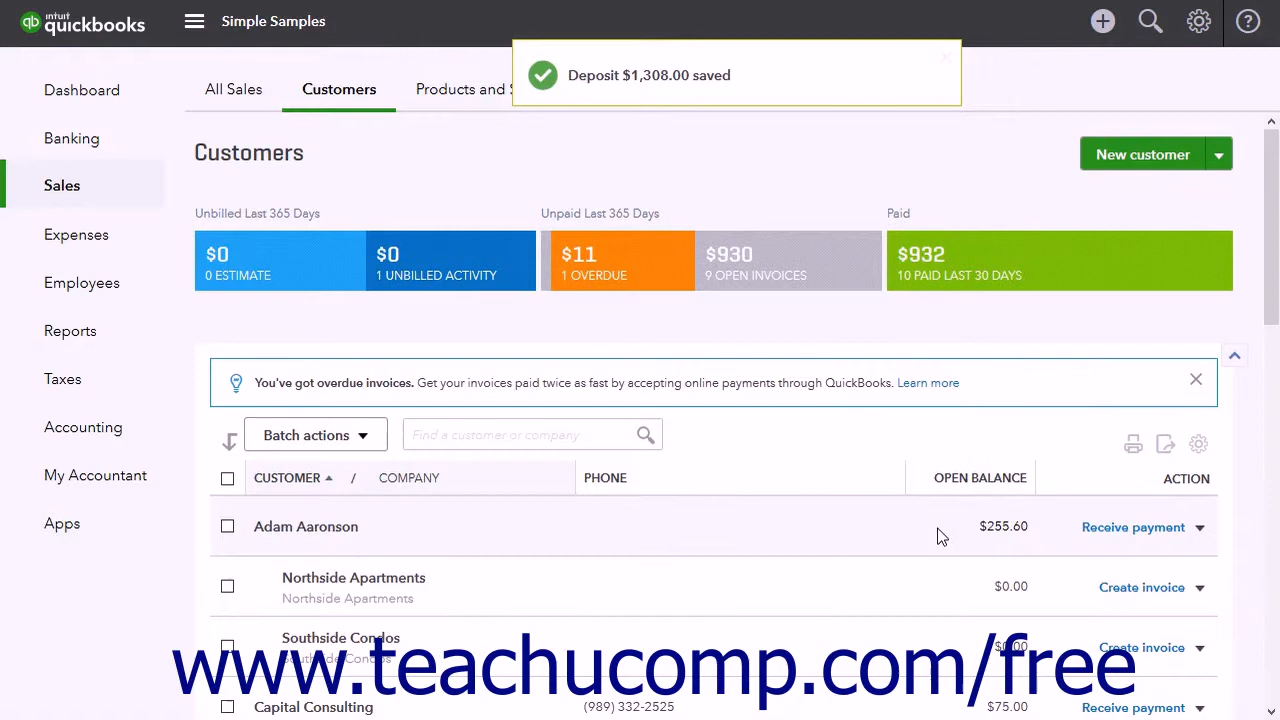 intuit
quickbooks
Simple Samples
Deposit $1,308.00 saved
Dashboard
Banking
Sales
Expenses
Employees
Reports
Taxes
Accounting
My Accountant
Apps
All Sales Customers Products and
Customers
New customer
Unbilled Last 365 Days Unpaid Last 365 Days Paid
$0 $0 $11 $930 $932
0 ESTIMATE 1 UNBILLED ACTIVITY 1 OVERDUE 9 OPEN INVOICES 10 PAID LAST 30 DAYS
You've got overdue invoices. Get your invoices paid twice as fast by accepting online payments through QuickBooks. Learn more
Batch actions Find a customer or company
CUSTOMER / COMPANY PHONE OPEN BALANCE ACTION
Adam Aaronson $255.60 Receive payment
Northside Apartments $0.00 Create invoice
Northside Apartments
Southside Condos $0.00 Create invoice
Southside Condos
www.teachucomp.com/free
Capital Consulting (989) 332-2525 $75.00 Receive payment